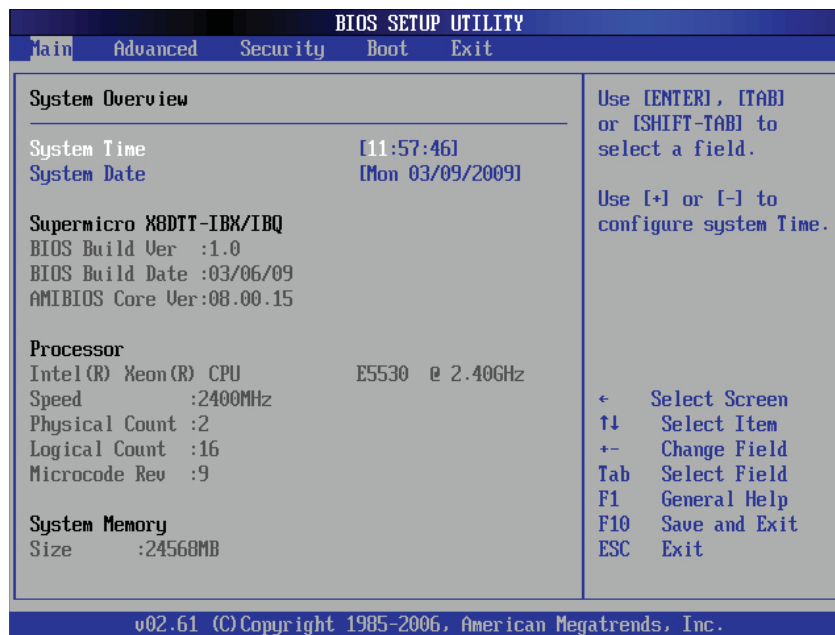 BIOS SETUP UTILITY
Main Advanced Security Boot Exit
System Overview
System Time [11:57:46]
System Date [Mon 03/09/2009]
Supermicro X8DTT-IBX/IBQ
BIOS Build Ver :1.0
BIOS Build Date :03/06/09
AMIBIOS Core Ver:08.00.15
Processor
Intel(R) Xeon(R) CPU E5530 @ 2.40GHz
Speed :2400MHz
Physical Count :2
Logical Count :16
Microcode Rev :9
System Memory
Size :24568MB
Use [ENTER], [TAB]
or [SHIFT-TAB] to
select a field.
Use [+] or [-] to
configure system Time.
← Select Screen
↑↓ Select Item
+- Change Field
Tab Select Field
F1 General Help
F10 Save and Exit
ESC Exit
v02.61 (C)Copyright 1985-2006, American Megatrends, Inc.